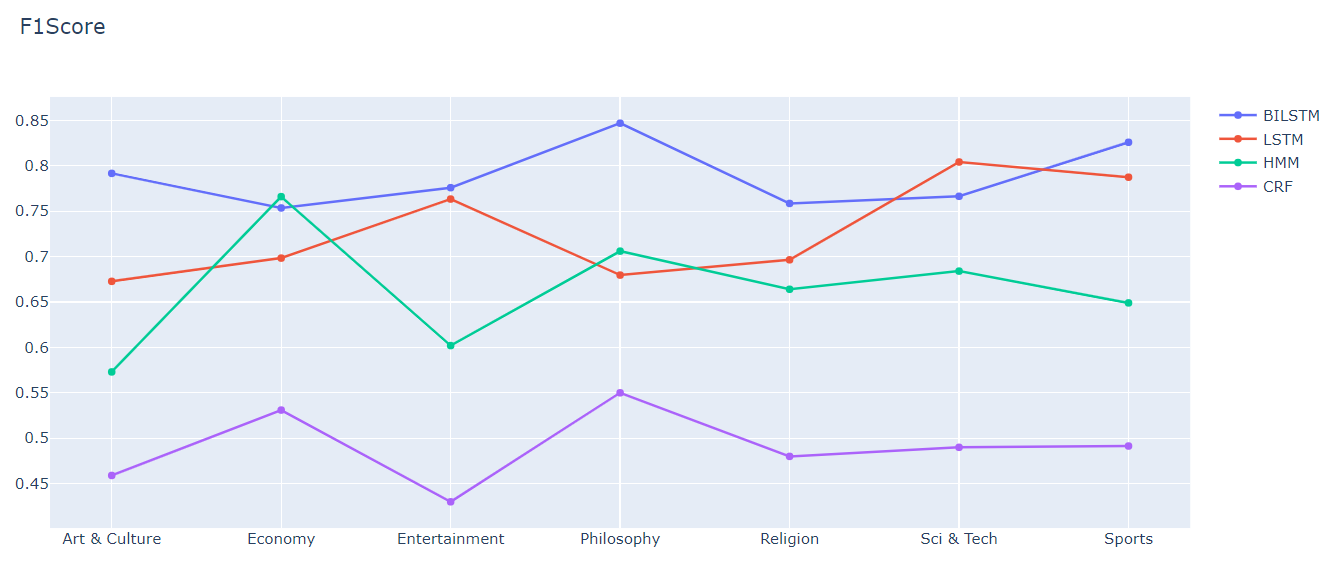 F1Score
0.85
0.8
0.75
0.7
0.65
0.6
0.55
0.5
0.45
Art & Culture
Economy
Entertainment
Philosophy
Religion
Sci & Tech
Sports
BILSTM
LSTM
HMM
CRF